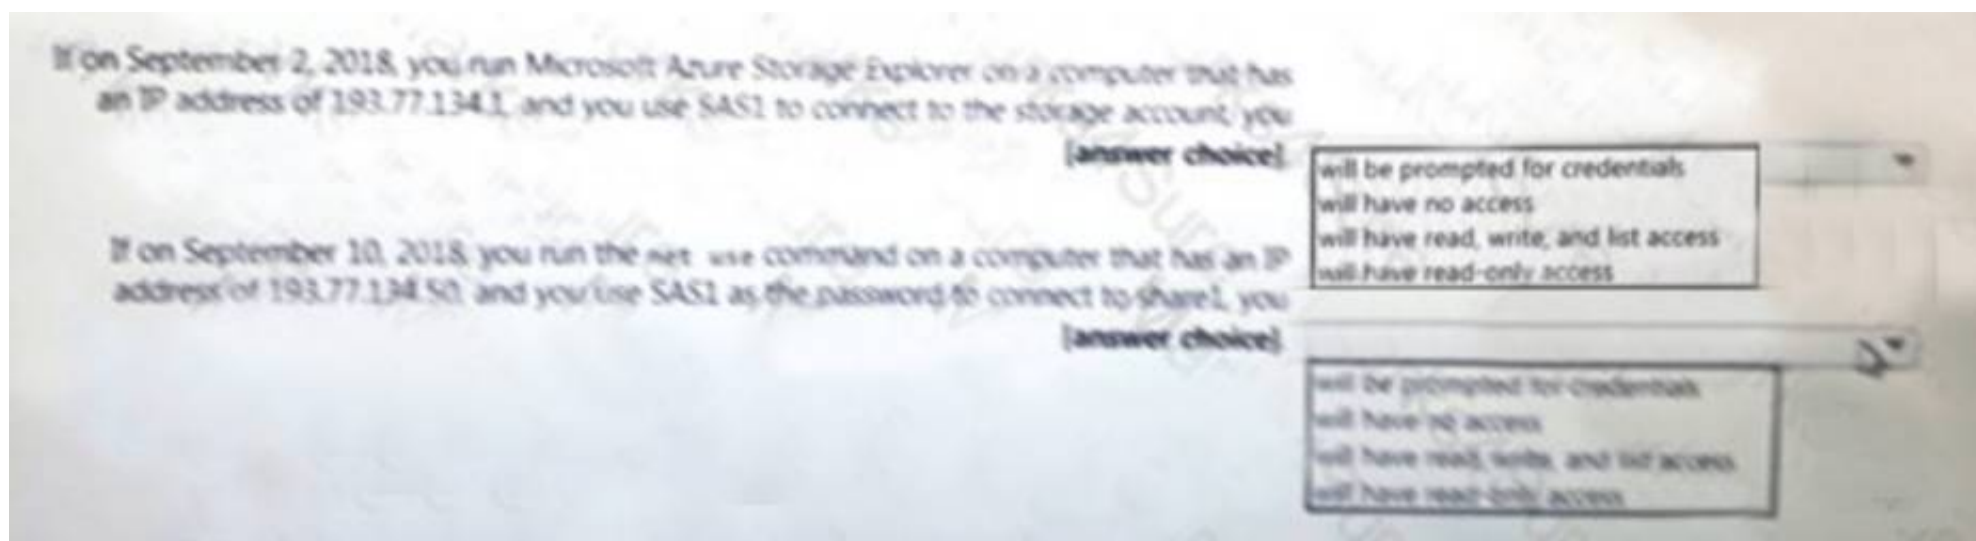 If on September 2, 2018, you run Microsoft Azure Storage Explorer on a computer that has
an IP address of 193.77.134.1, and you use SAS1 to connect to the storage account, you
[answer choice].
will be prompted for credentials
will have no access
will have read, write, and list access
will have read-only access
If on September 10, 2018, you run the net use command on a computer that has an IP
address of 193.77.134.50, and you use SAS1 as the password to connect to share1, you
[answer choice].
will be prompted for credentials
will have no access
will have read, write, and list access
will have read-only access